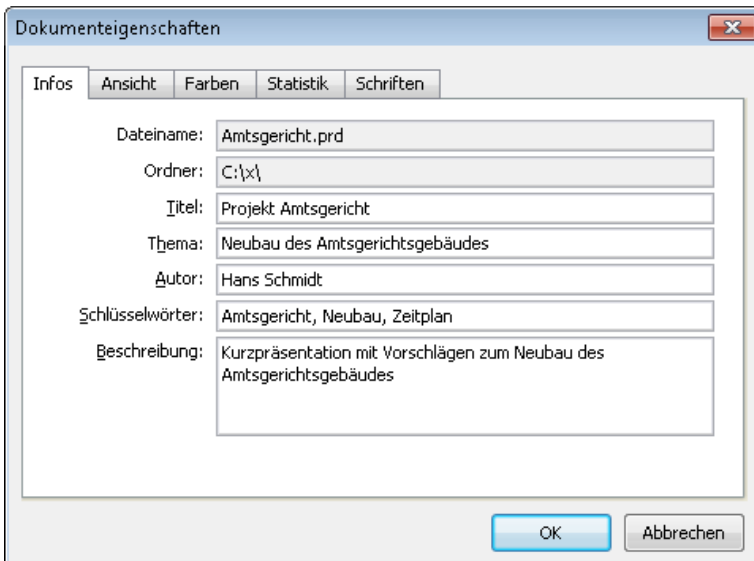 Dokumenteigenschaften
Infos Ansicht Farben Statistik Schriften
Dateiname: Amtsgericht.prd
Ordner: C:\x\
Titel: Projekt Amtsgericht
Thema: Neubau des Amtsgerichtsgebäudes
Autor: Hans Schmidt
Schlüsselwörter: Amtsgericht, Neubau, Zeitplan
Beschreibung: Kurzpräsentation mit Vorschlägen zum Neubau des
Amtsgerichtsgebäudes
OK Abbrechen